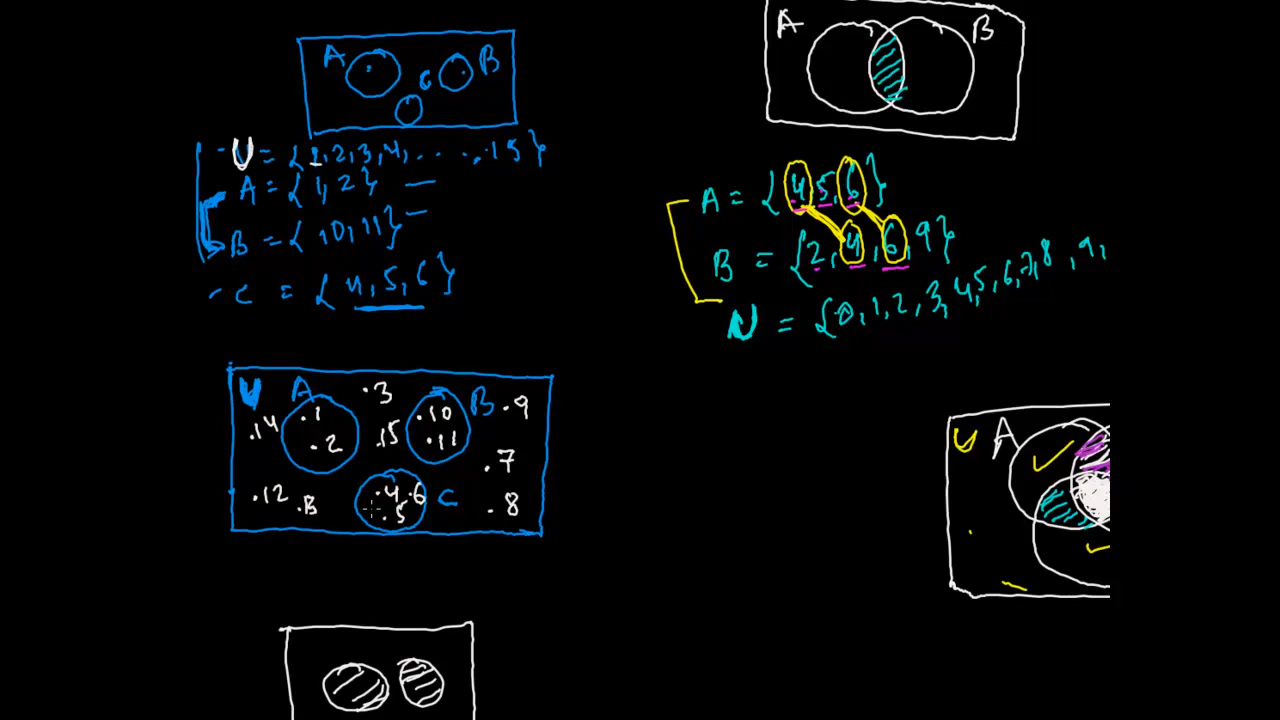 A B
C
U = {1,2,3,4,.....15}
A = {1,2}
B = {10,11}
C = {4,5,6}
U A .3 B .9
.14 .1 .2 .15 .10 .11
.7
.12 .13 .4 .6 .5 C .8
A B
A = {4,5,6}
B = {2,4,6,9}
N = {0,1,2,3,4,5,6,7,8,9,
U A